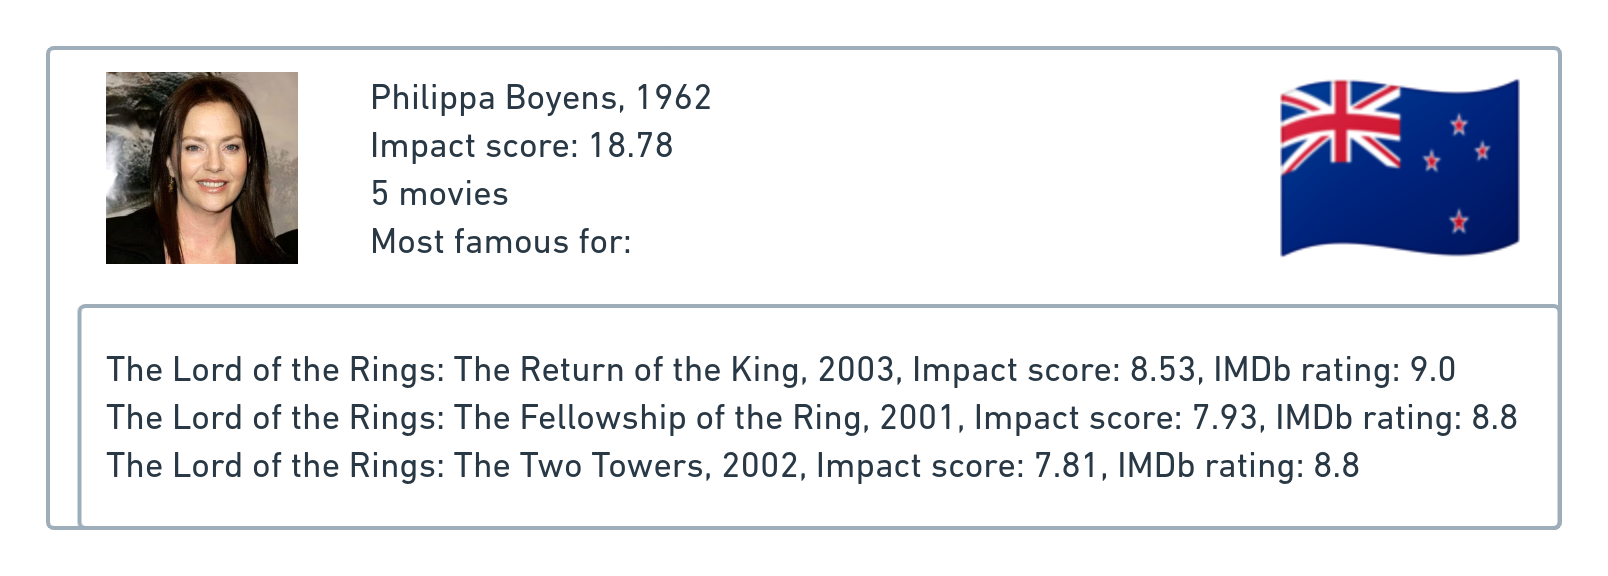 Philippa Boyens, 1962
Impact score: 18.78
5 movies
Most famous for:
The Lord of the Rings: The Return of the King, 2003, Impact score: 8.53, IMDb rating: 9.0
The Lord of the Rings: The Fellowship of the Ring, 2001, Impact score: 7.93, IMDb rating: 8.8
The Lord of the Rings: The Two Towers, 2002, Impact score: 7.81, IMDb rating: 8.8